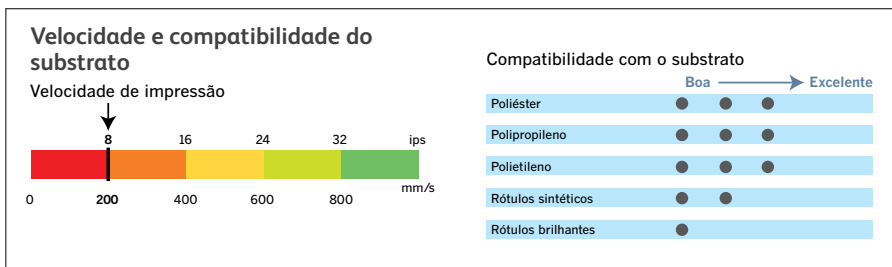 Velocidade e compatibilidade do
substrato
Velocidade de impressão
8 16 24 32 ips
mm/s
0 200 400 600 800
Compatibilidade com o substrato
Boa Excelente
Poliéster
Polipropileno
Polietileno
Rótulos sintéticos
Rótulos brilhantes